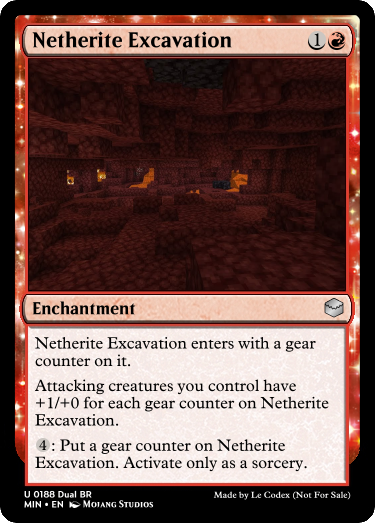 Netherite Excavation 1
Enchantment
Netherite Excavation enters with a gear
counter on it.
Attacking creatures you control have
+1/+0 for each gear counter on Netherite
Excavation.
4: Put a gear counter on Netherite
Excavation. Activate only as a sorcery.
U 0188 Dual BR
MIN • EN Mojang Studios
Made by Le Codex (Not For Sale)